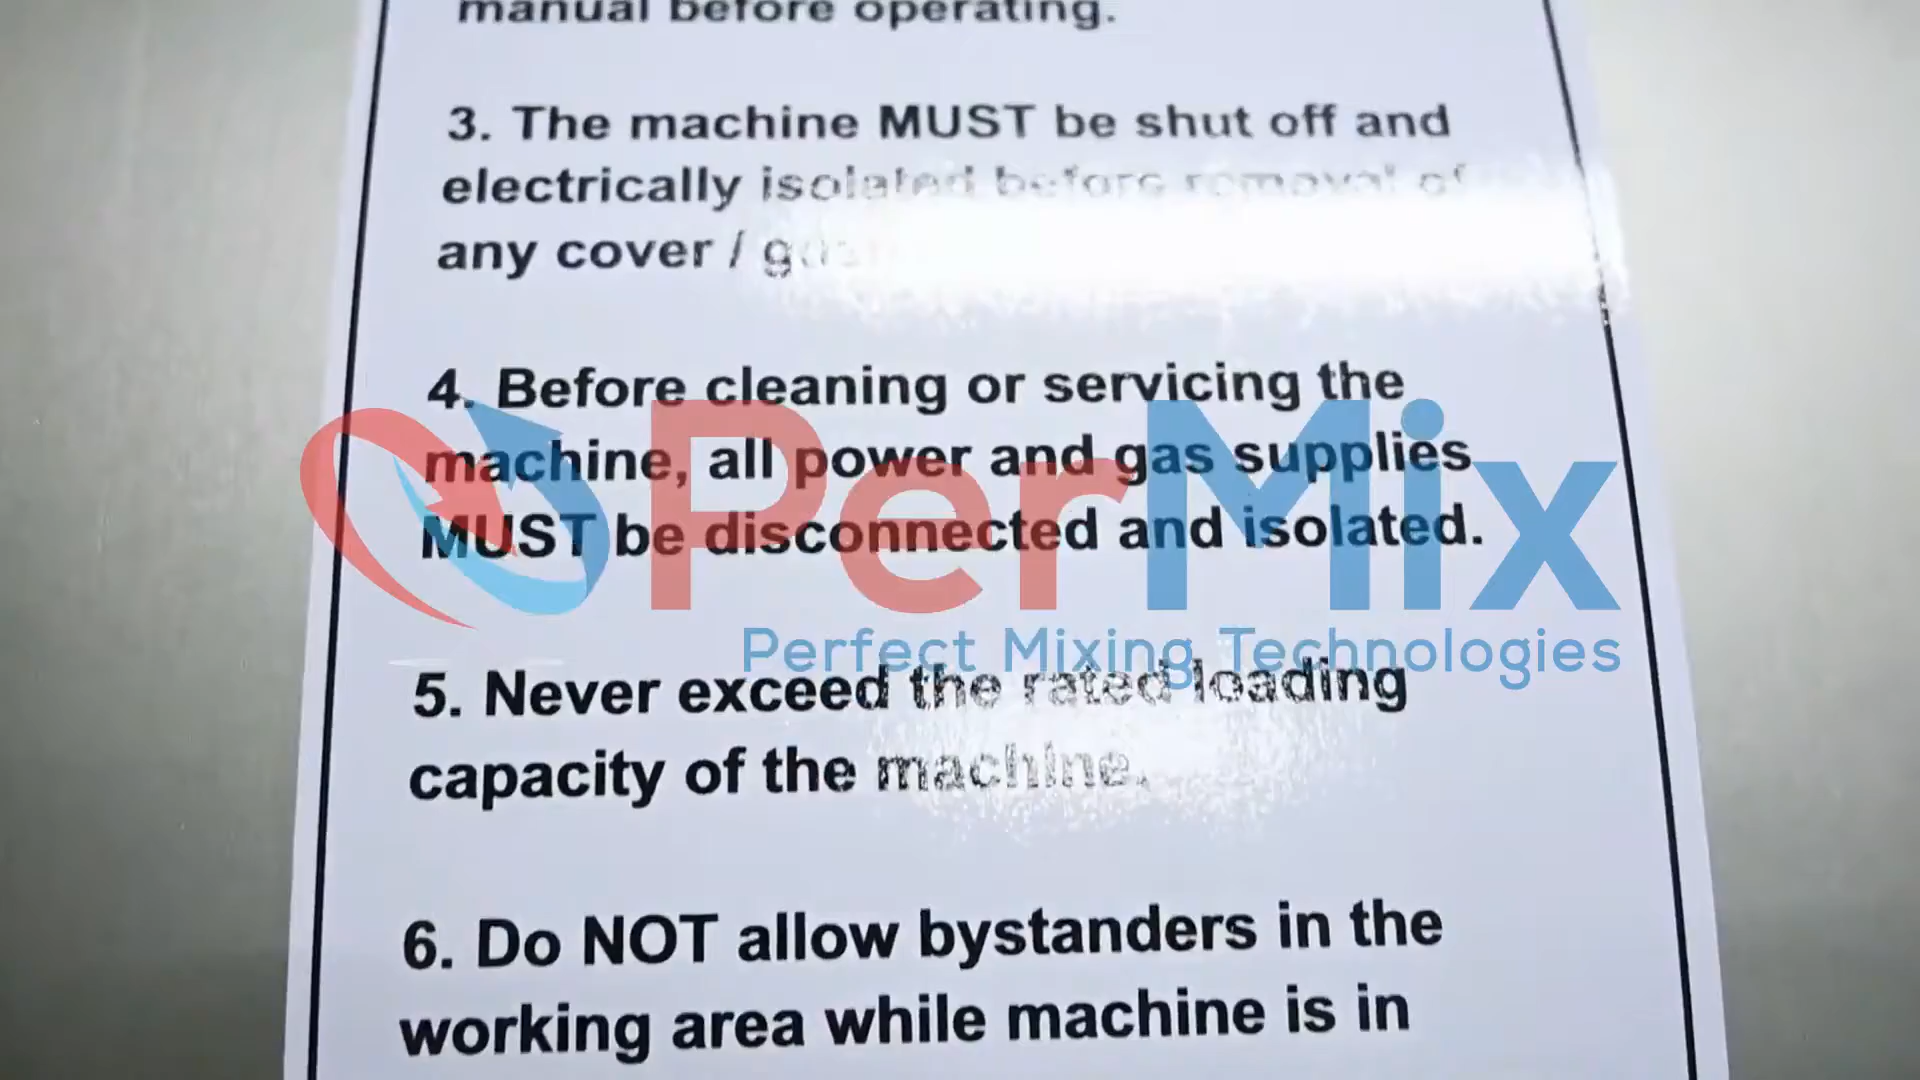 manual before operating.
3. The machine MUST be shut off and
electrically isolated before removal of
any cover /
4. Before cleaning or servicing the
machine, all power and gas supplies
MUST be disconnected and isolated.
PerMix
Perfect Mixing Technologies
5. Never exceed the rated loading
capacity of the machine.
6. Do NOT allow bystanders in the
working area while machine is in